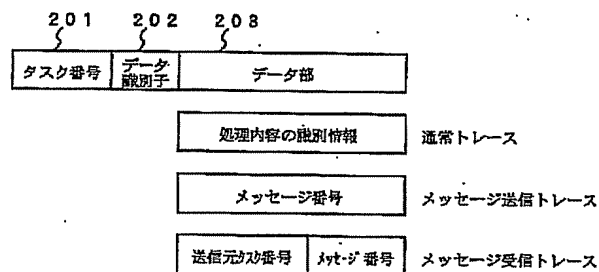 201 202 203
タスク番号 データ識別子 データ部
処理内容の識別情報 通常トレース
メッセージ番号 メッセージ送信トレース
送信元タスク番号 メッセージ番号 メッセージ受信トレース